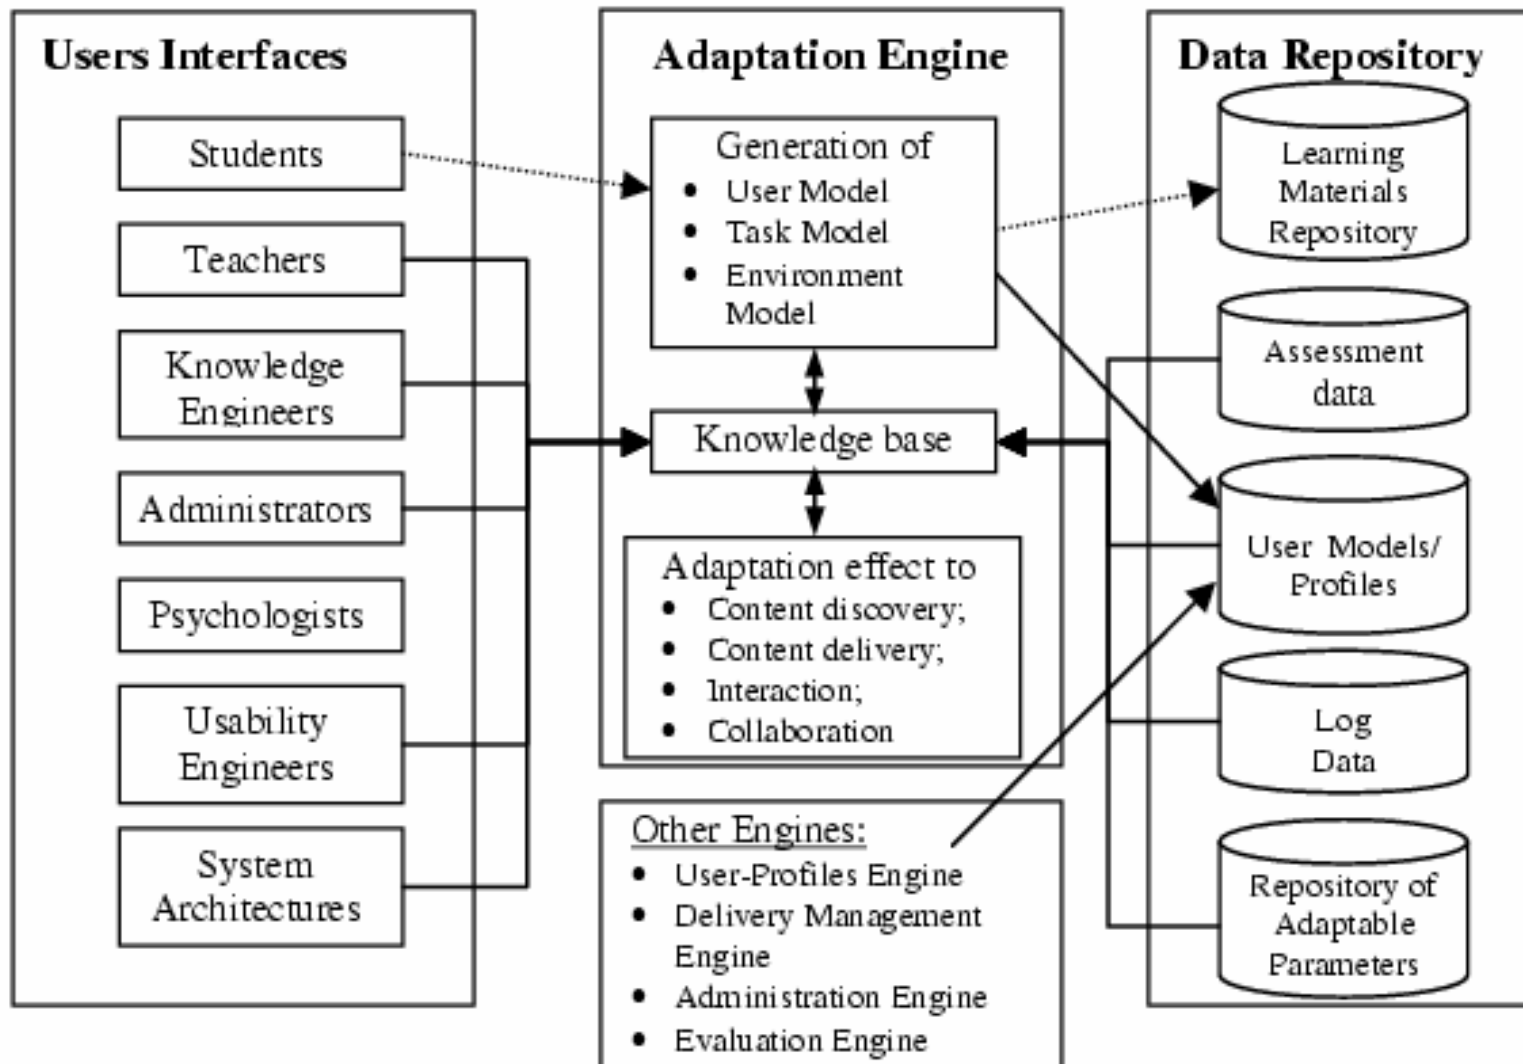 Users Interfaces
Students
Teachers
Knowledge
Engineers
Administrators
Psychologists
Usability
Engineers
System
Architectures
Adaptation Engine
Generation of
• User Model
• Task Model
• Environment
Model
Knowledge base
Adaptation effect to
• Content discovery;
• Content delivery;
• Interaction;
• Collaboration
Other Engines:
• User-Profiles Engine
• Delivery Management
Engine
• Administration Engine
• Evaluation Engine
Data Repository
Learning
Materials
Repository
Assessment
data
User Models/
Profiles
Log
Data
Repository of
Adaptable
Parameters